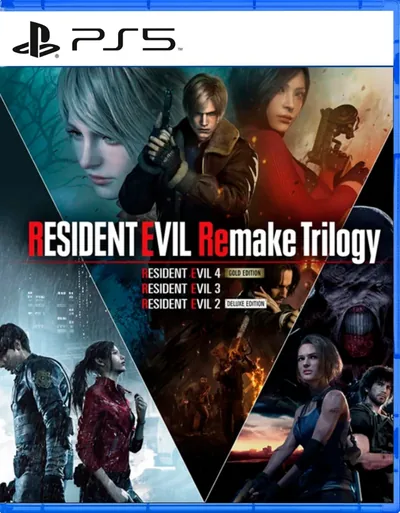 PS5
RESIDENT EVIL Remake Trilogy
RESIDENT EVIL 4 GOLD EDITION
RESIDENT EVIL 3
RESIDENT EVIL 2 DELUXE EDITION